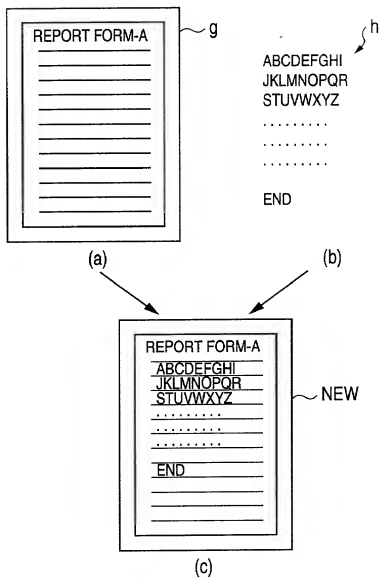 REPORT FORM-A
g
h
ABCDEFGHI
JKLMNOPQR
STUVWXYZ
. . . . . . . . .
. . . . . . . . .
. . . . . . . . .
END
(a)
(b)
REPORT FORM-A
ABCDEFGHI
JKLMNOPQR
STUVWXYZ
. . . . . . . . .
. . . . . . . . .
. . . . . . . . .
END
NEW
(c)